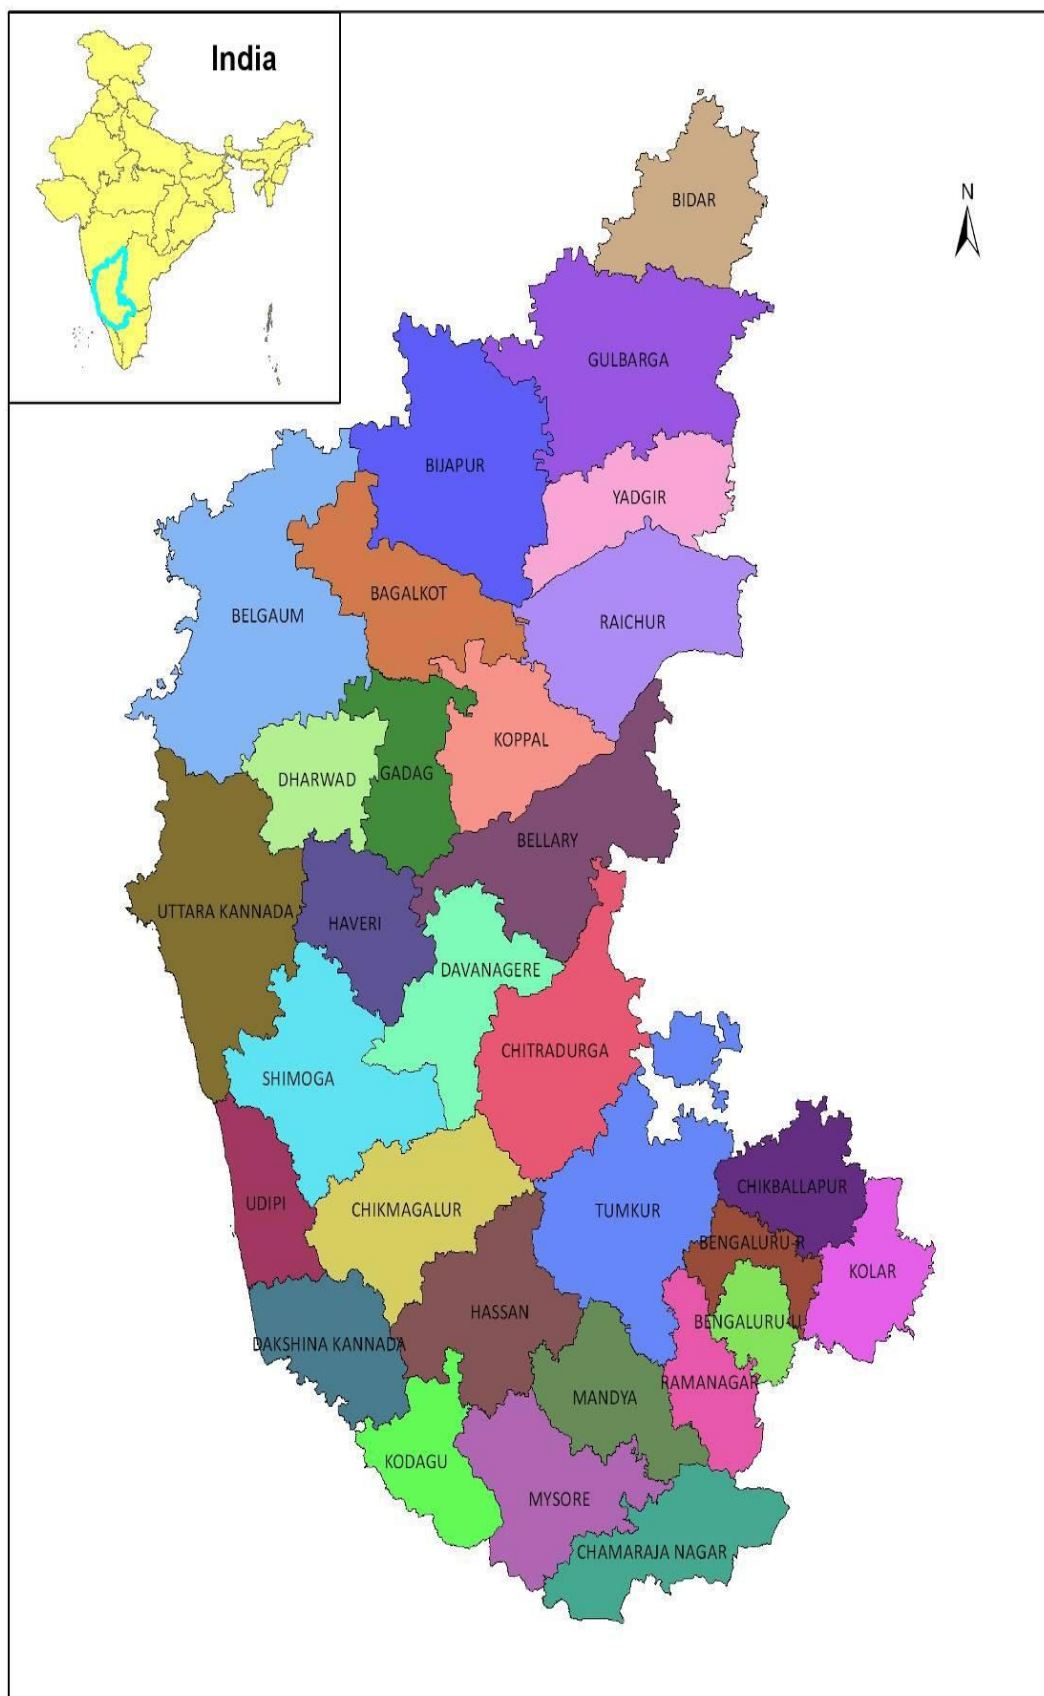 India
N
BIDAR
GULBARGA
BIJAPUR
YADGIR
BAGALKOT
BELGAUM
RAICHUR
KOPPAL
GADAG
DHARWAD
BELLARY
UTTARA KANNADA
HAVERI
DAVANAGERE
CHITRADURGA
SHIMOGA
CHIKBALLAPUR
UDIPI
CHIKMAGALUR
TUMKUR
BENGALURU-R
KOLAR
HASSAN
BENGALURU-U
DAKSHINA KANNADA
RAMANAGAR
MANDYA
KODAGU
MYSORE
CHAMARAJA NAGAR